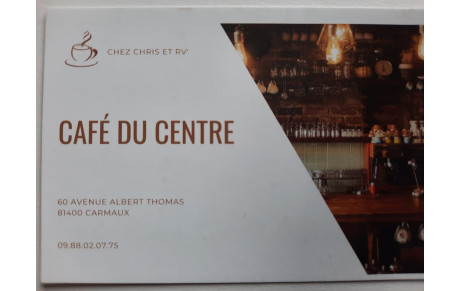 CHEZ CHRIS ET RV'
CAFÉ DU CENTRE
60 AVENUE ALBERT THOMAS
81400 CARMAUX
09.88.02.07.75